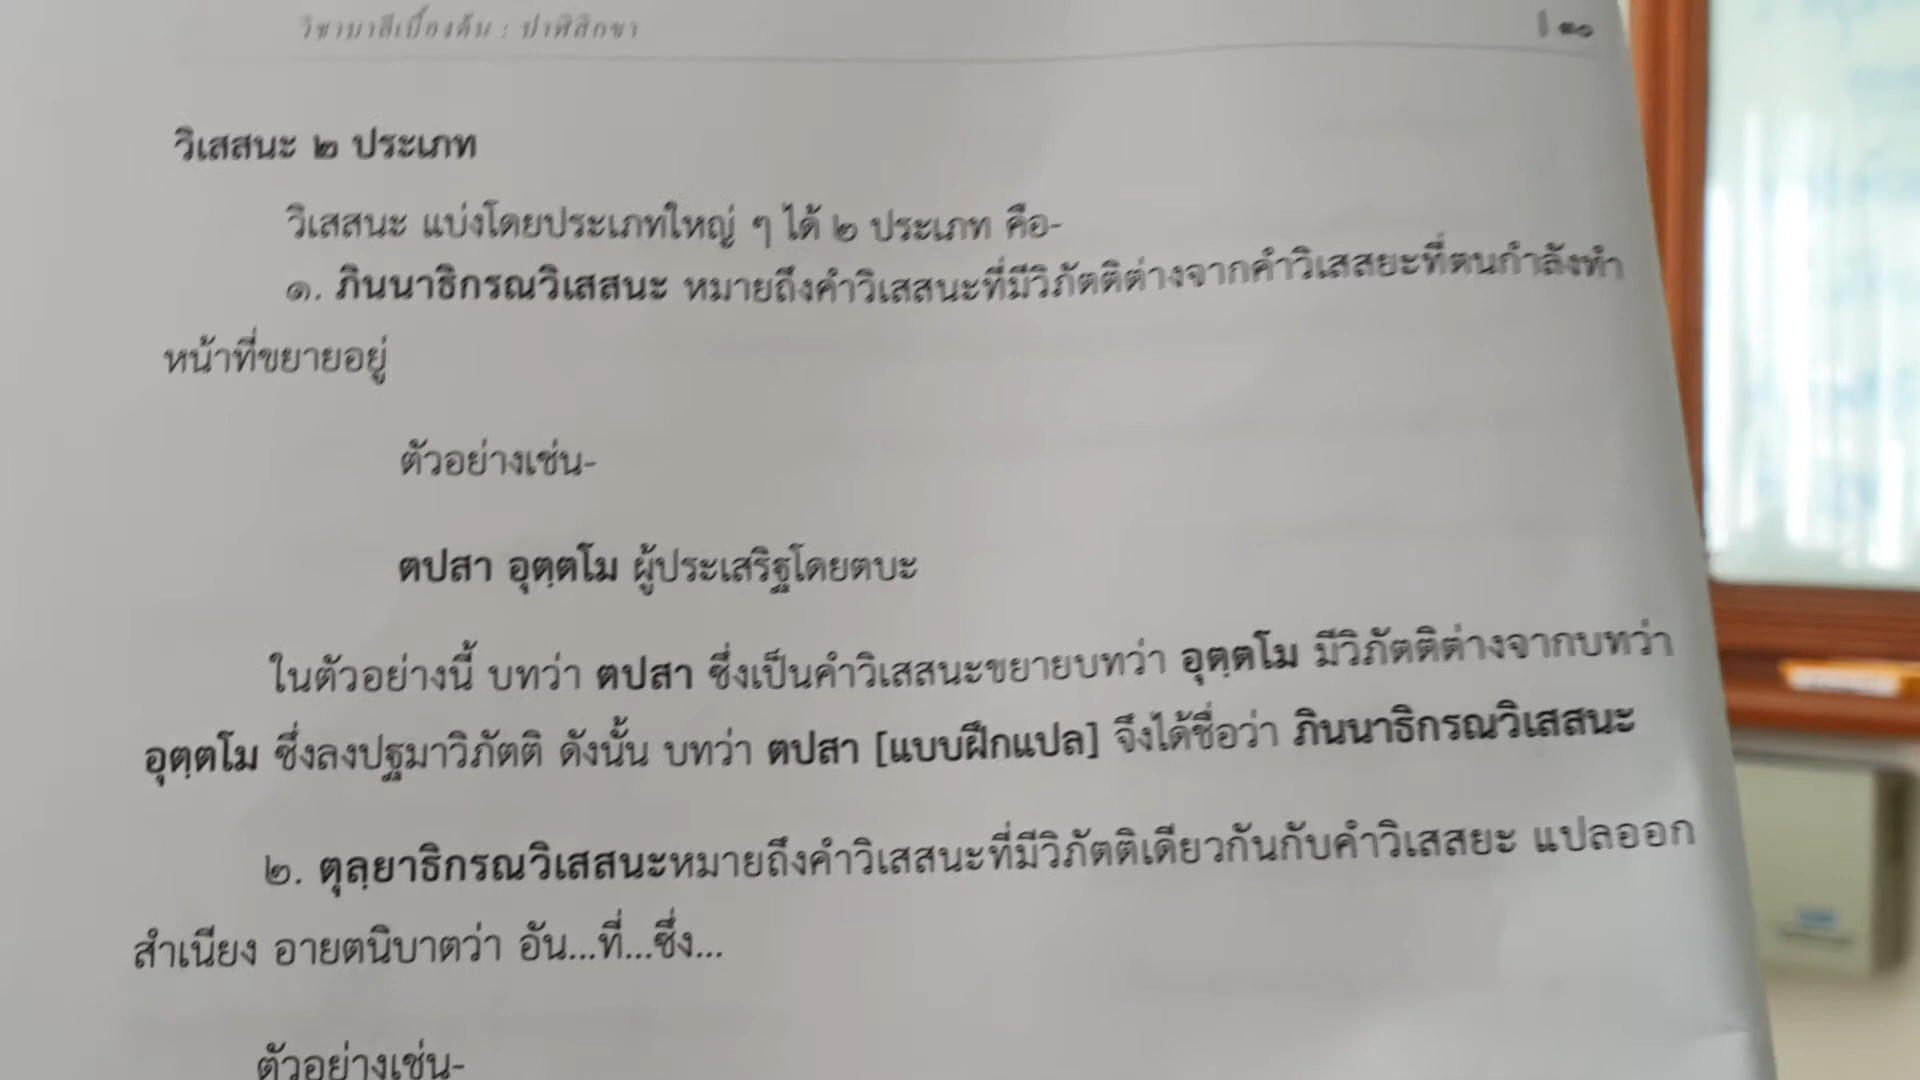 วิชาบาลีเบื้องต้น : ปาฬิสิกขา
วิเสสนะ ๒ ประเภท
วิเสสนะ แบ่งโดยประเภทใหญ่ ๆ ได้ ๒ ประเภท คือ-
๑. ภินนาธิกรณวิเสสนะ หมายถึงคำวิเสสนะที่มีวิภัตติต่างจากคำวิเสสยะที่ตนกำลังทำ
หน้าที่ขยายอยู่
ตัวอย่างเช่น-
ตปสา อุตฺตโม ผู้ประเสริฐโดยตบะ
ในตัวอย่างนี้ บทว่า ตปสา ซึ่งเป็นคำวิเสสนะขยายบทว่า อุตฺตโม มีวิภัตติต่างจากบทว่า
อุตฺตโม ซึ่งลงปฐมาวิภัตติ ดังนั้น บทว่า ตปสา [แบบฝึกแปล] จึงได้ชื่อว่า ภินนาธิกรณวิเสสนะ
๒. ตุลฺยาธิกรณวิเสสนะหมายถึงคำวิเสสนะที่มีวิภัตติเดียวกันกับคำวิเสสยะ แปลออก
สำเนียง อายตนิบาตว่า อัน...ที่...ซึ่ง...
ตัวอย่างเช่น-